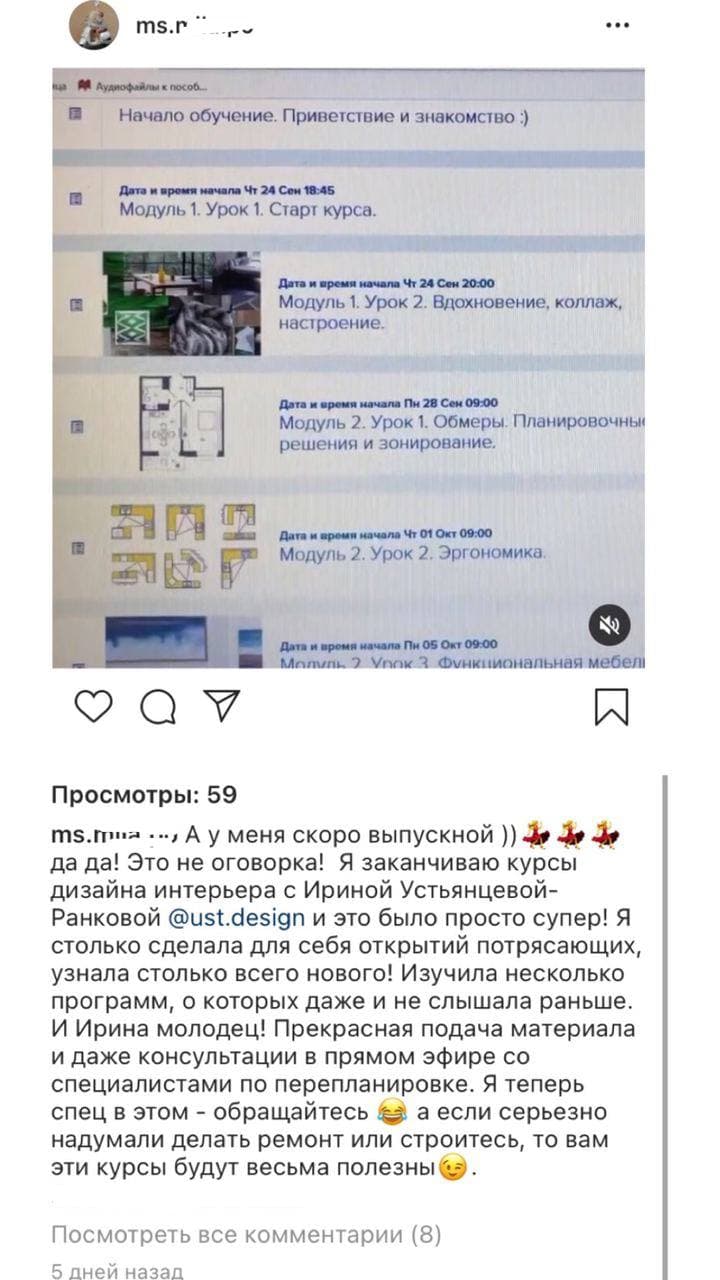 Аудиофайлы к пособ...
Начало обучение. Приветствие и знакомство :)
Дата и время начала Чт 24 Сен 18:45
Модуль 1. Урок 1. Старт курса.
Дата и время начала Чт 24 Сен 20:00
Модуль 1. Урок 2. Вдохновение, коллаж,
настроение.
Дата и время начала Пн 28 Сен 09:00
Модуль 2. Урок 1. Обмеры. Планировочны
решения и зонирование.
Дата и время начала Чт 01 Окт 09:00
Модуль 2. Урок 2. Эргономика.
Дата и время начала Пн 05 Окт 09:00
Модуль 2. Урок 3. Функциональная мебел
Просмотры: 59
А у меня скоро выпускной )) 💃💃💃
да да! Это не оговорка! Я заканчиваю курсы
дизайна интерьера с Ириной Устьянцевой-
Ранковой @ust.design и это было просто супер! Я
столько сделала для себя открытий потрясающих,
узнала столько всего нового! Изучила несколько
программ, о которых даже и не слышала раньше.
И Ирина молодец! Прекрасная подача материала
и даже консультации в прямом эфире со
специалистами по перепланировке. Я теперь
спец в этом - обращайтесь 😂 а если серьезно
надумали делать ремонт или строитесь, то вам
эти курсы будут весьма полезны😉.
Посмотреть все комментарии (8)
5 дней назад